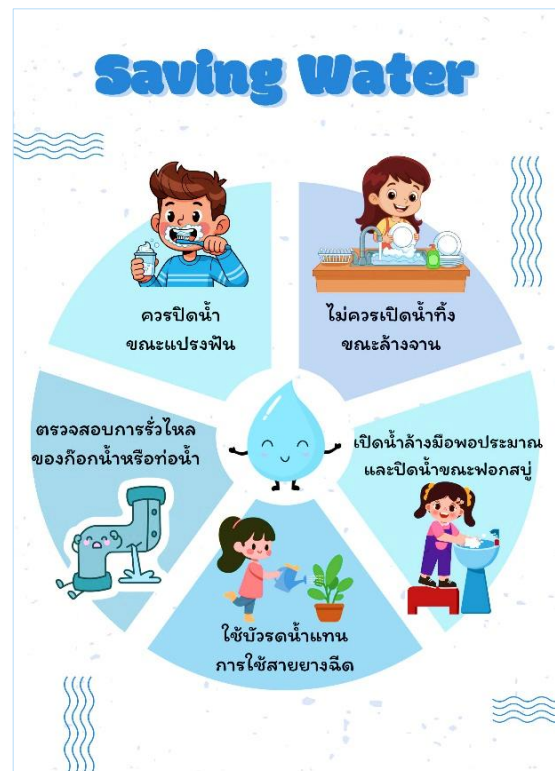 Saving Water
ควรปิดน้ำ
ขณะแปรงฟัน
ไม่ควรเปิดน้ำทิ้ง
ขณะล้างจาน
ตรวจสอบการรั่วไหล
ของก๊อกน้ำหรือท่อน้ำ
เปิดน้ำล้างมือพอประมาณ
และปิดน้ำขณะฟอกสบู่
ใช้บัวรดน้ำแทน
การใช้สายยางฉีด